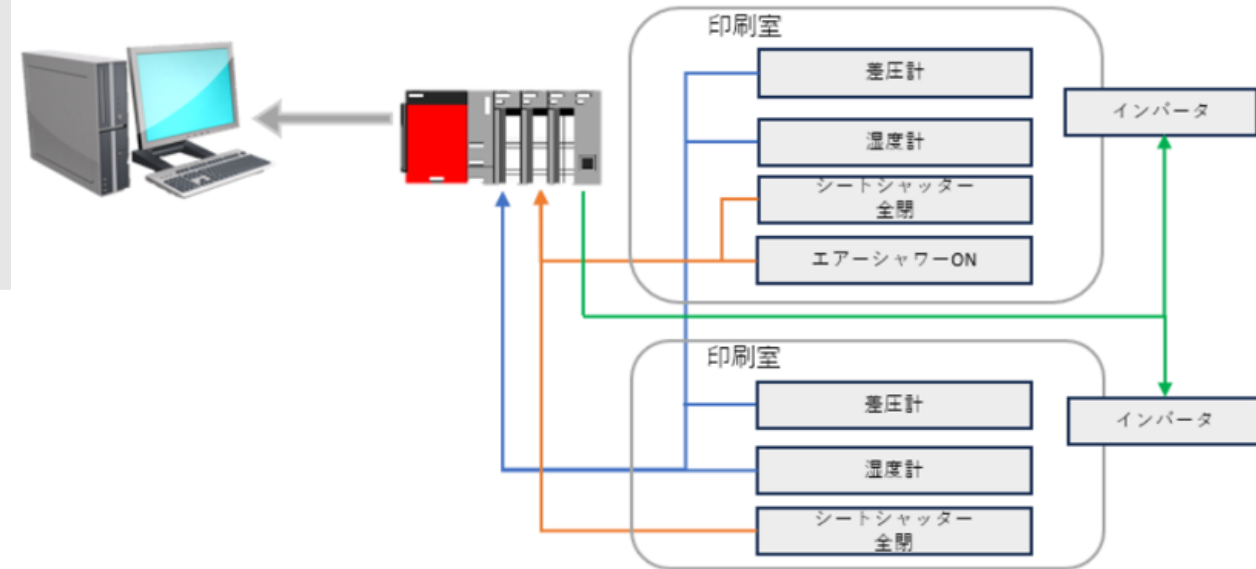 印刷室
差圧計
湿度計
シートシャッター
全閉
エアーシャワーON
インバータ
印刷室
差圧計
湿度計
シートシャッター
全閉
インバータ